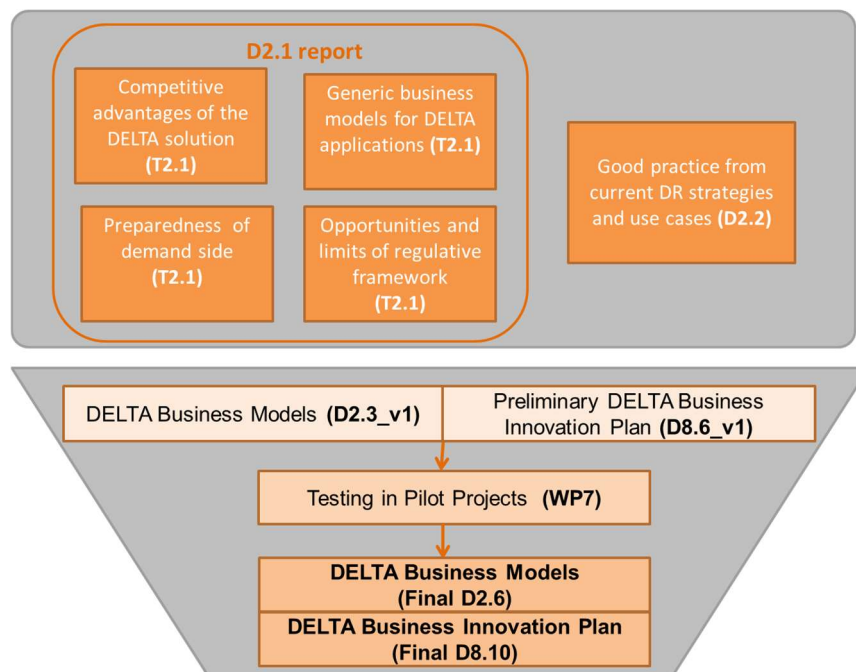 D2.1 report
Competitive
advantages of the
DELTA solution
(T2.1)
Generic business
models for DELTA
applications (T2.1)
Good practice from
current DR strategies
and use cases (D2.2)
Preparedness of
demand side
(T2.1)
Opportunities and
limits of regulative
framework
(T2.1)
DELTA Business Models (D2.3_v1)
Preliminary DELTA Business
Innovation Plan (D8.6_v1)
Testing in Pilot Projects (WP7)
DELTA Business Models
(Final D2.6)
DELTA Business Innovation Plan
(Final D8.10)